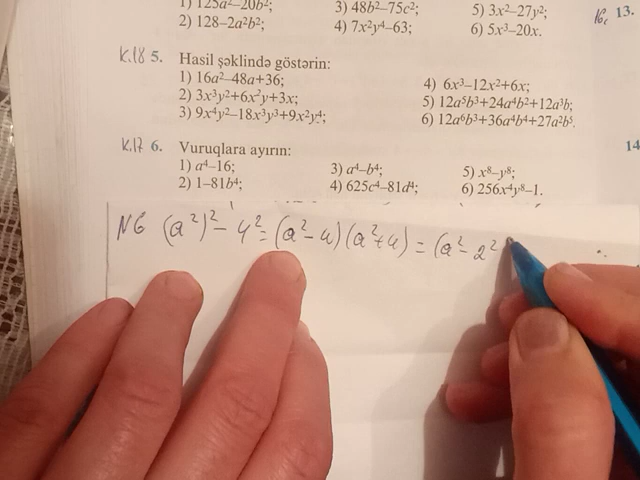 1) 125a²–20b²; 3) 48b²–75c²; 5) 3x²–27y²; 13.
2) 128–2a²b²; 4) 7x²y⁴–63; 6) 5x³–20x.
K.18 5. Hasil şəklində göstərin:
1) 16a²–48a+36; 4) 6x³–12x²+6x;
2) 3x³y²+6x²y+3x; 5) 12a⁵b³+24a⁴b²+12a³b;
3) 9x⁴y²–18x³y³+9x²y⁴; 6) 12a⁶b³+36a⁴b⁴+27a²b⁵.
K.17 6. Vuruqlara ayırın: 14
1) a⁴–16; 3) a⁴–b⁴; 5) x⁸–y⁸;
2) 1–81b⁴; 4) 625c⁴–81d⁴; 6) 256x⁴y⁸–1.
N6 (a²)²–4²=(a²–4)(a²+4)=(a²–2²